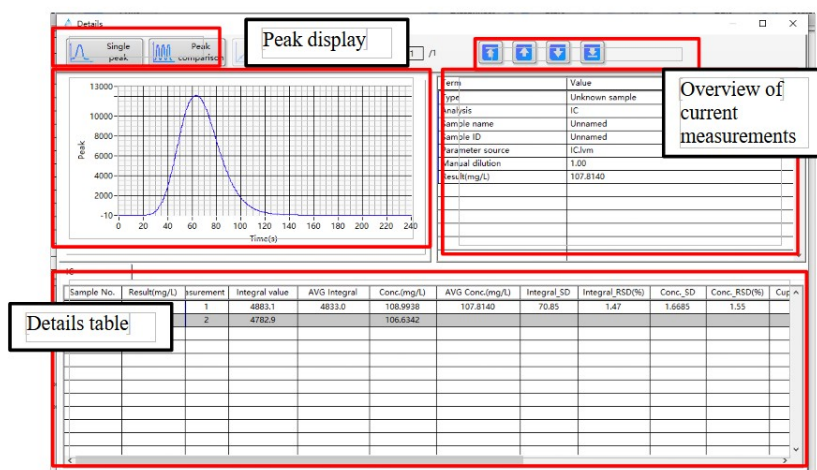 Details
Single peak
Peak comparison
Peak display
1 /1
13000
10000
8000
6000
4000
2000
-10
Peak
0 20 40 60 80 100 120 140 160 180 200 220 240
Time(s)
Term Value
Type Unknown sample
Analysis IC
Sample name Unnamed
Sample ID Unnamed
Parameter source IC.lvm
Manual dilution 1.00
Result(mg/L) 107.8140
Overview of
current
measurements
IC
Sample No. Result(mg/L) asurement Integral value AVG Integral Conc.(mg/L) AVG Conc.(mg/L) Integral_SD Integral_RSD(%) Conc._SD Conc._RSD(%) Cup
1 4883.1 4833.0 108.9938 107.8140 70.85 1.47 1.6685 1.55
2 4782.9 106.6342
Details table